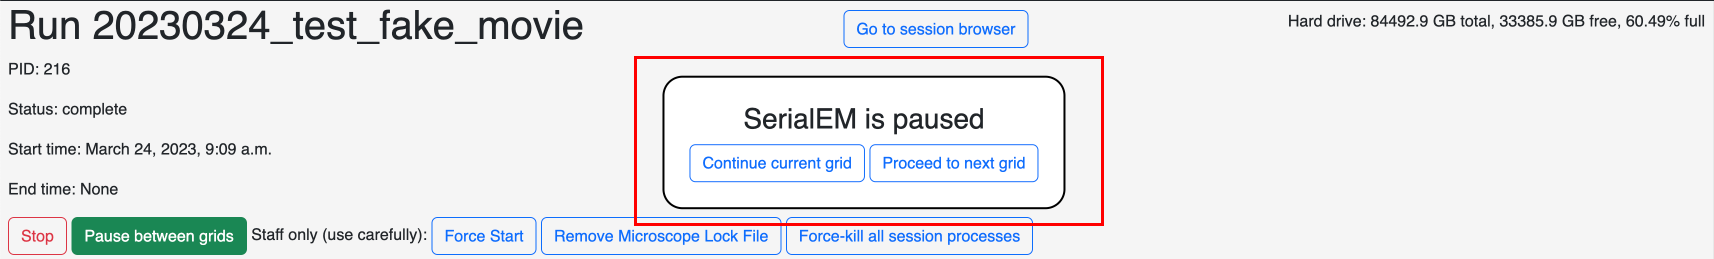 Run 20230324_test_fake_movie
Go to session browser
Hard drive: 84492.9 GB total, 33385.9 GB free, 60.49% full
PID: 216
Status: complete
Start time: March 24, 2023, 9:09 a.m.
End time: None
SerialEM is paused
Continue current grid Proceed to next grid
Stop Pause between grids Staff only (use carefully): Force Start Remove Microscope Lock File Force-kill all session processes